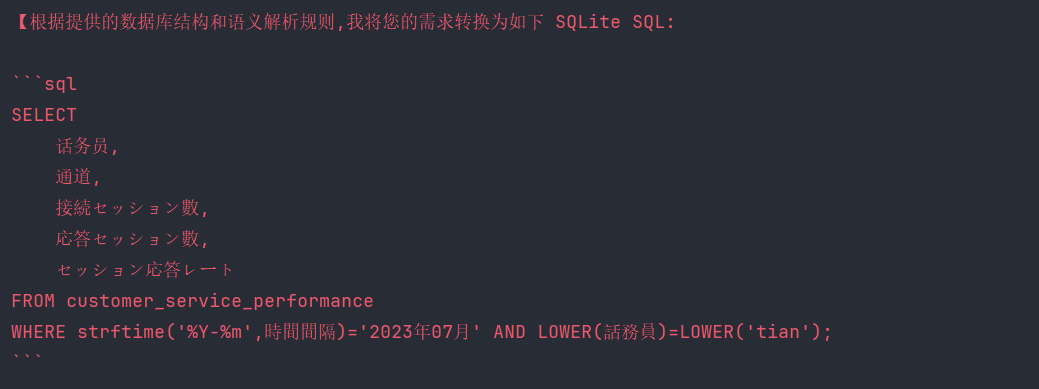 【根据提供的数据库结构和语义解析规则,我将您的需求转换为如下 SQLite SQL:
```sql
SELECT
话务员,
通道,
接続セッション數,
応答セッション數,
セッション応答レート
FROM customer_service_performance
WHERE strftime('%Y-%m',時間間隔)='2023年07月' AND LOWER(話務員)=LOWER('tian');
```